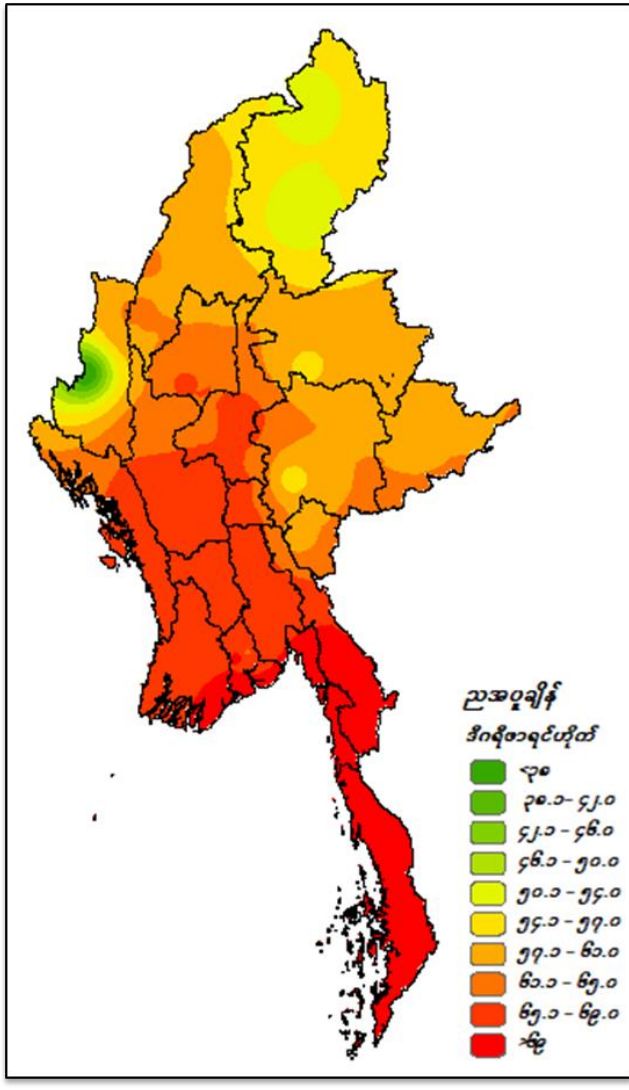 ညအပူချိန်
ဒီဂရီဖာရင်ဟိုက်
<၃၈
၃၈.၁ - ၄၂.၀
၄၂.၁ - ၄၆.၀
၄၆.၁ - ၅၀.၀
၅၀.၁ - ၅၄.၀
၅၄.၁ - ၅၇.၀
၅၇.၁ - ၆၁.၀
၆၁.၁ - ၆၅.၀
၆၅.၁ - ၆၉.၀
>၆၉